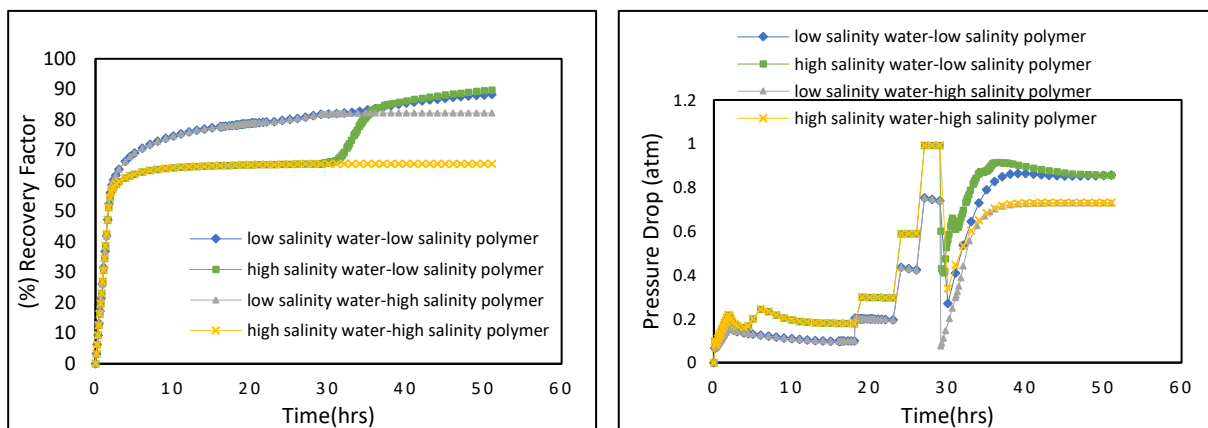 (%) Recovery Factor
100
90
80
70
60
50
40
30
20
10
0
low salinity water-low salinity polymer
high salinity water-low salinity polymer
low salinity water-high salinity polymer
high salinity water-high salinity polymer
0 10 20 30 40 50 60
Time(hrs)
low salinity water-low salinity polymer
high salinity water-low salinity polymer
low salinity water-high salinity polymer
high salinity water-high salinity polymer
Pressure Drop (atm)
1.2
1
0.8
0.6
0.4
0.2
0
0 10 20 30 40 50 60
Time(hrs)